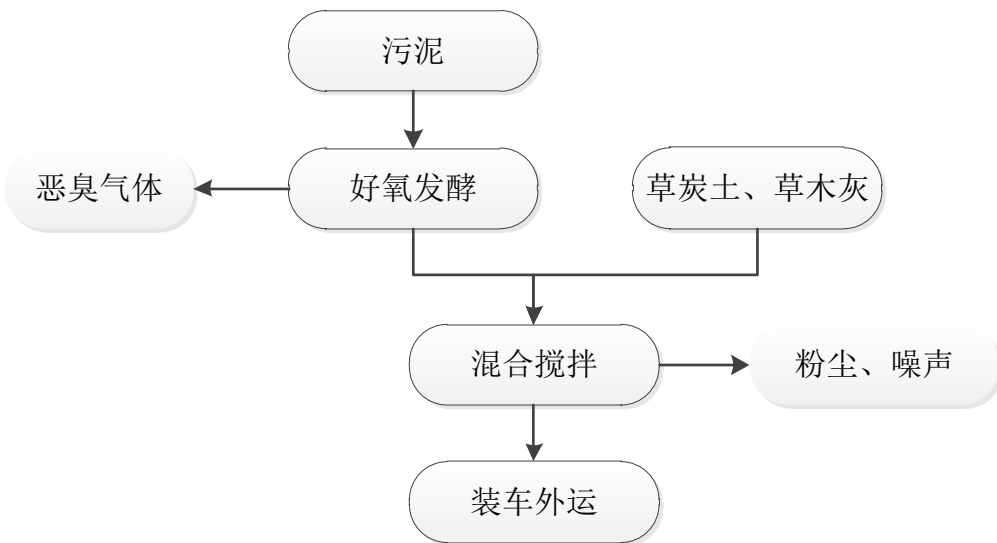 污泥
恶臭气体
好氧发酵
草炭土、草木灰
混合搅拌
粉尘、噪声
装车外运